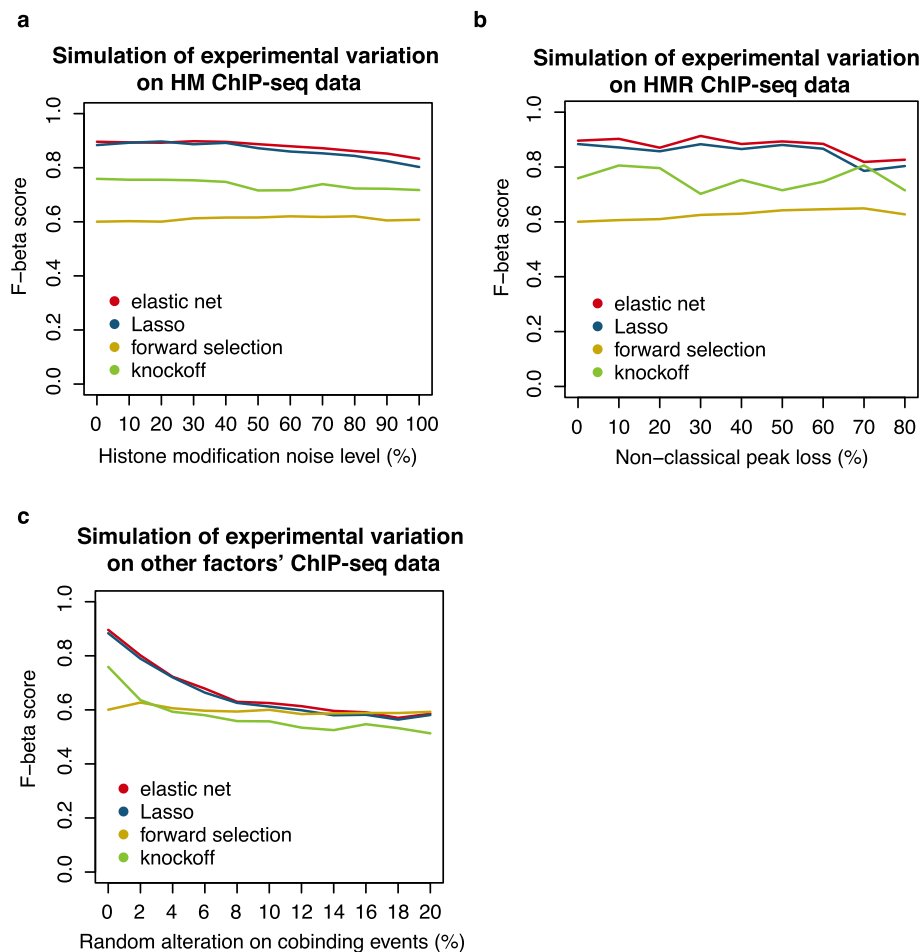 a
Simulation of experimental variation
on HM ChIP-seq data
F−beta score
1.0
0.8
0.6
0.4
0.2
0.0
elastic net
Lasso
forward selection
knockoff
0 10 20 30 40 50 60 70 80 90 100
Histone modification noise level (%)
b
Simulation of experimental variation
on HMR ChIP-seq data
F−beta score
1.0
0.8
0.6
0.4
0.2
0.0
elastic net
Lasso
forward selection
knockoff
0 10 20 30 40 50 60 70 80
Non−classical peak loss (%)
c
Simulation of experimental variation
on other factors’ ChIP-seq data
F−beta score
1.0
0.8
0.6
0.4
0.2
0.0
elastic net
Lasso
forward selection
knockoff
0 2 4 6 8 10 12 14 16 18 20
Random alteration on cobinding events (%)